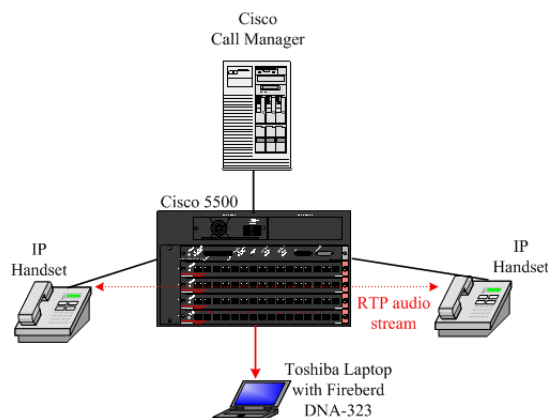 Cisco
Call Manager
Cisco 5500
IP
Handset
IP
Handset
RTP audio
stream
Toshiba Laptop
with Fireberd
DNA-323